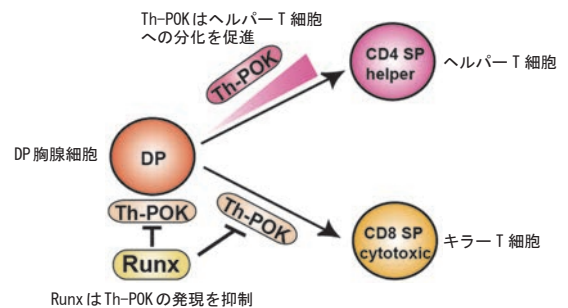 Th-POKはヘルパーT細胞
への分化を促進
Th-POK
CD4 SP
helper
ヘルパーT細胞
DP胸腺細胞
DP
Th-POK
Th-POK
Runx
CD8 SP
cytotoxic
キラーT細胞
RunxはTh-POKの発現を抑制